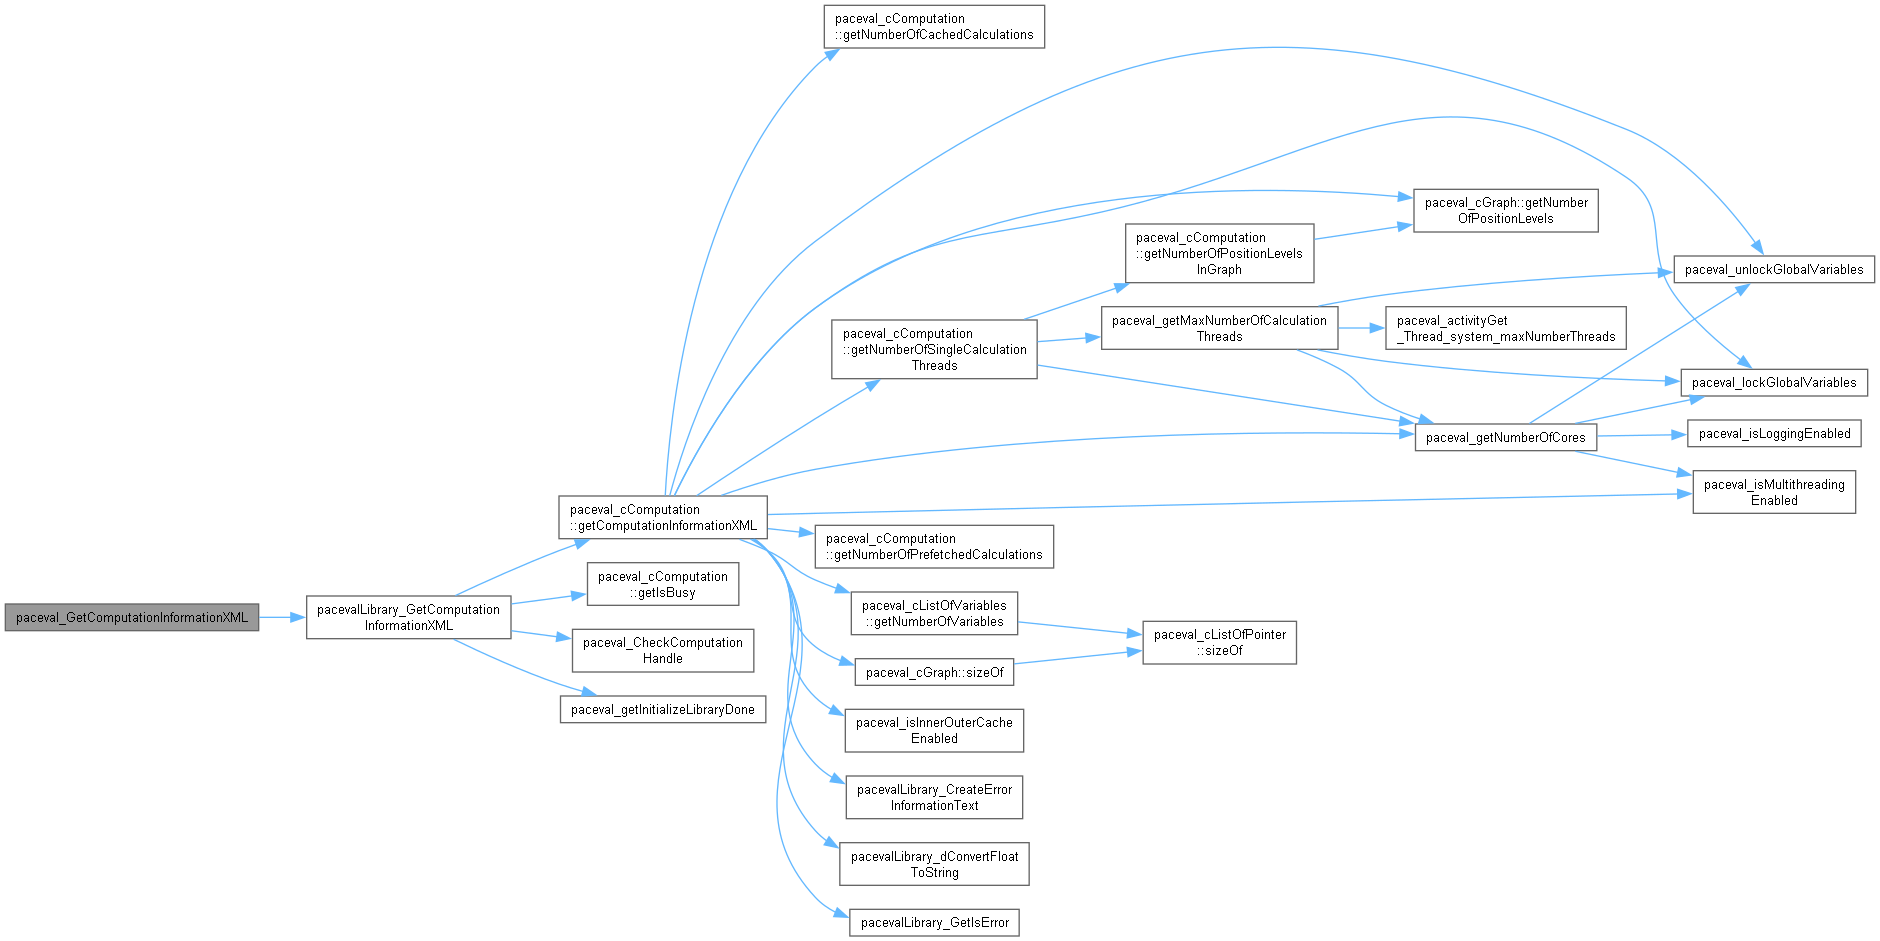 paceval_cComputation
::getNumberOfCachedCalculations
paceval_cGraph::getNumber
OfPositionLevels
paceval_cComputation
::getNumberOfPositionLevels
InGraph
paceval_unlockGlobalVariables
paceval_getMaxNumberOfCalculation
Threads
paceval_activityGet
_Thread_system_maxNumberThreads
paceval_cComputation
::getNumberOfSingleCalculation
Threads
paceval_lockGlobalVariables
paceval_getNumberOfCores
paceval_isLoggingEnabled
paceval_isMultithreading
Enabled
paceval_cComputation
::getComputationInformationXML
paceval_cComputation
::getNumberOfPrefetchedCalculations
paceval_cComputation
::getIsBusy
paceval_GetComputationInformationXML
pacevalLibrary_GetComputation
InformationXML
paceval_cListOfVariables
::getNumberOfVariables
paceval_cListOfPointer
::sizeOf
paceval_CheckComputation
Handle
paceval_cGraph::sizeOf
paceval_getInitializeLibraryDone
paceval_isInnerOuterCache
Enabled
pacevalLibrary_CreateError
InformationText
pacevalLibrary_dConvertFloat
ToString
pacevalLibrary_GetIsError